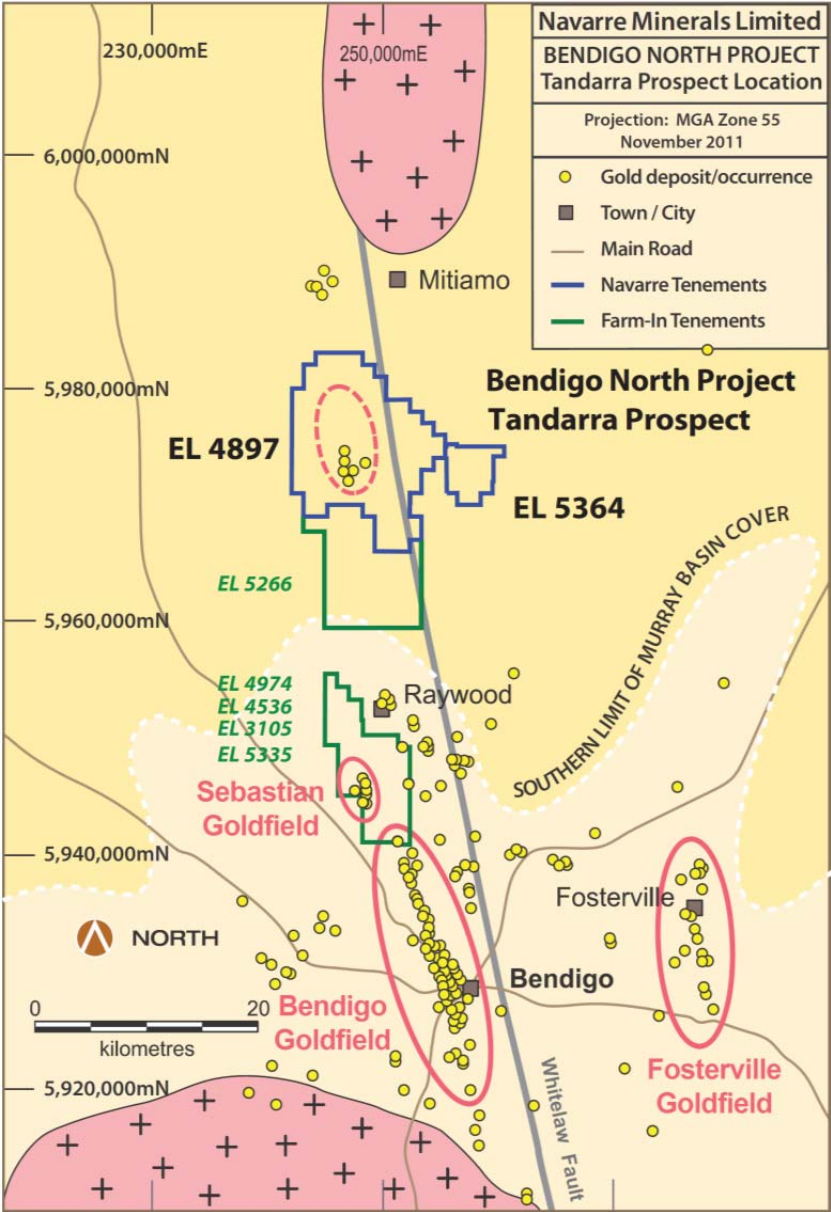 Navarre Minerals Limited
BENDIGO NORTH PROJECT
Tandarra Prospect Location
Projection: MGA Zone 55
November 2011
Gold deposit/occurrence
Town / City
Main Road
Navarre Tenements
Farm-In Tenements
230,000mE
250,000mE
6,000,000mN
Mitiamo
5,980,000mN
Bendigo North Project
Tandarra Prospect
EL 4897
EL 5364
SOUTHERN LIMIT OF MURRAY BASIN COVER
EL 5266
5,960,000mN
EL 4974
EL 4536
EL 3105
EL 5335
Raywood
Sebastian
Goldfield
5,940,000mN
Fosterville
NORTH
Bendigo
0 20
kilometres
Bendigo
Goldfield
Fosterville
Goldfield
Whitelaw Fault
5,920,000mN